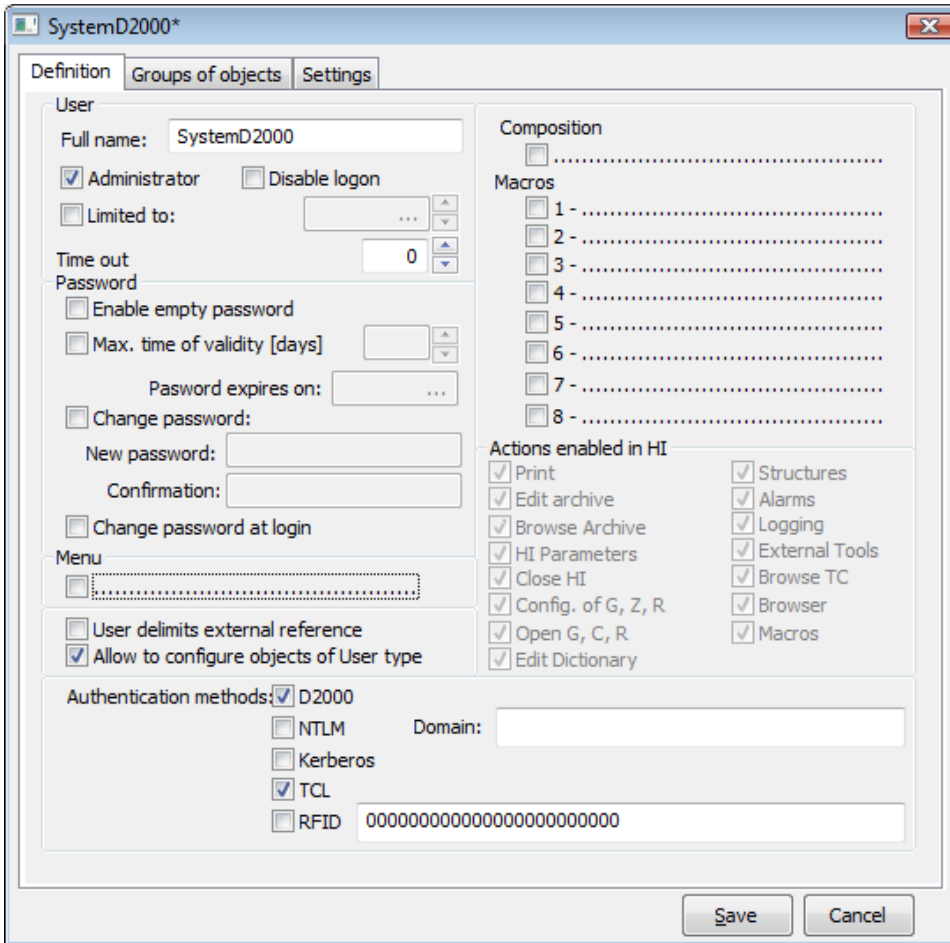 SystemD2000*
Definition Groups of objects Settings
User
Full name: SystemD2000
Administrator Disable logon
Limited to: ...
Time out 0
Password
Enable empty password
Max. time of validity [days]
Pasword expires on: ...
Change password:
New password:
Confirmation:
Change password at login
Menu
..............................................
User delimits external reference
Allow to configure objects of User type
Composition
..............................................
Macros
1 - ...........................................
2 - ...........................................
3 - ...........................................
4 - ...........................................
5 - ...........................................
6 - ...........................................
7 - ...........................................
8 - ...........................................
Actions enabled in HI
Print
Edit archive
Browse Archive
HI Parameters
Close HI
Config. of G, Z, R
Open G, C, R
Edit Dictionary
Structures
Alarms
Logging
External Tools
Browse TC
Browser
Macros
Authentication methods: D2000
NTLM Domain:
Kerberos
TCL
RFID 000000000000000000000000
Save Cancel